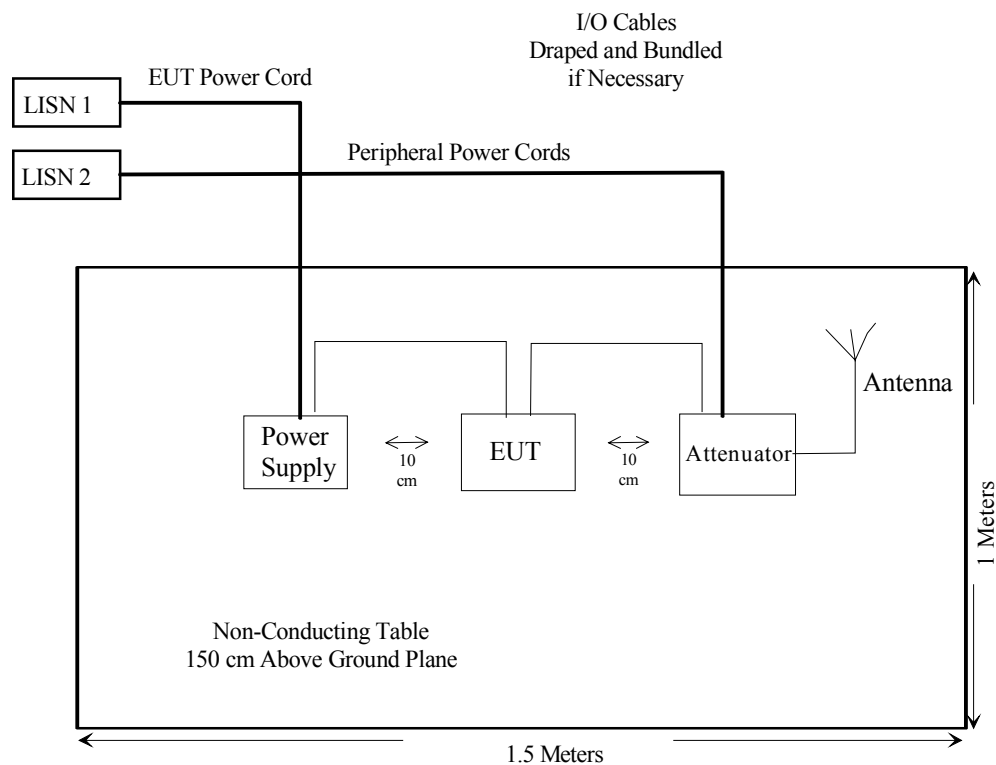 I/O Cables
Draped and Bundled
if Necessary
EUT Power Cord
LISN 1
Peripheral Power Cords
LISN 2
Antenna
Power
Supply
10
cm
EUT
10
cm
Attenuator
1 Meters
Non-Conducting Table
150 cm Above Ground Plane
1.5 Meters